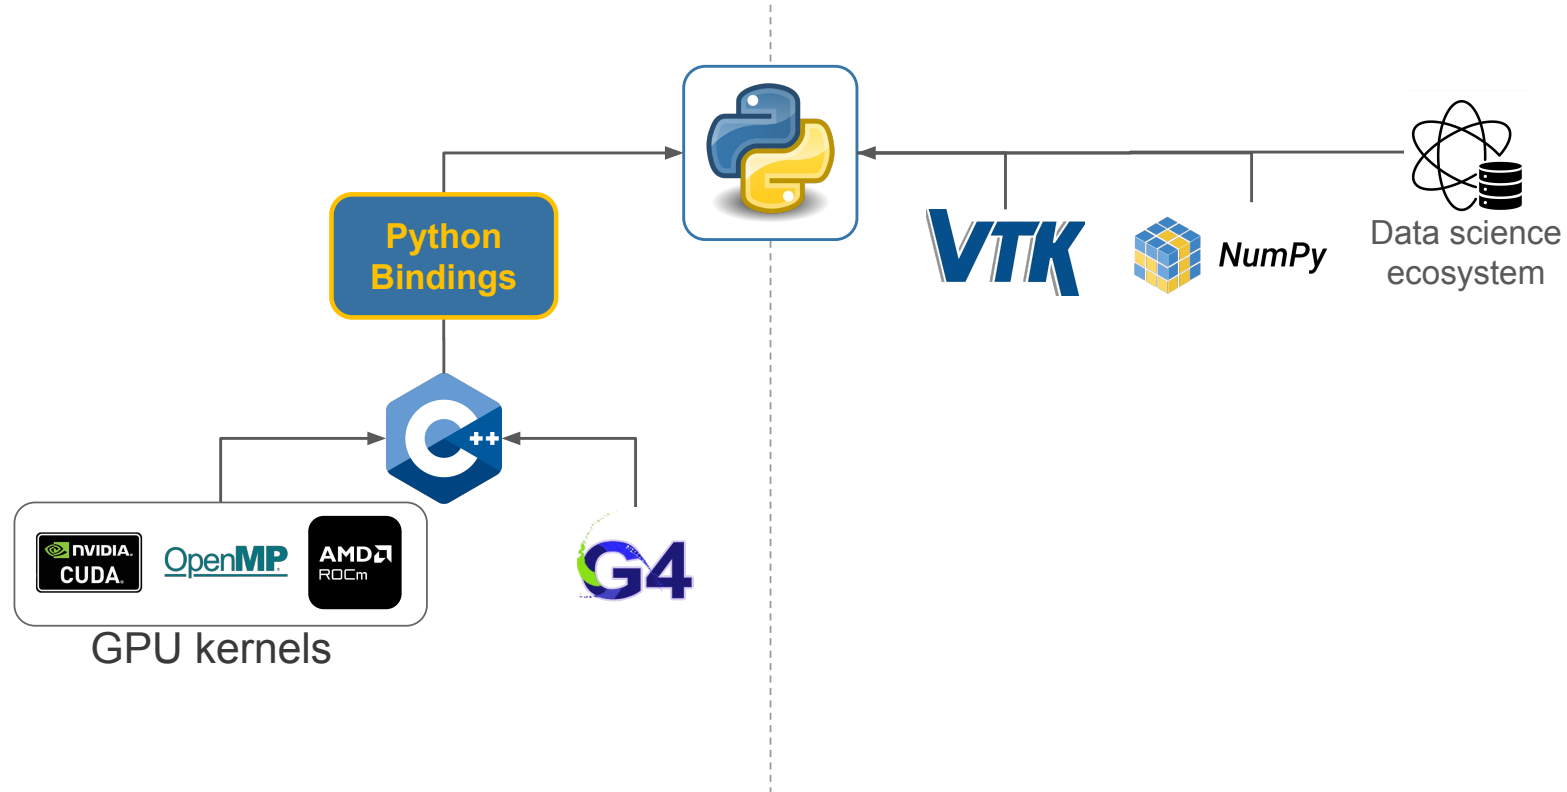 Python
Bindings
VTK
NumPy
Data science
ecosystem
C++
NVIDIA.
CUDA.
OpenMP
AMD
ROCm
G4
GPU kernels